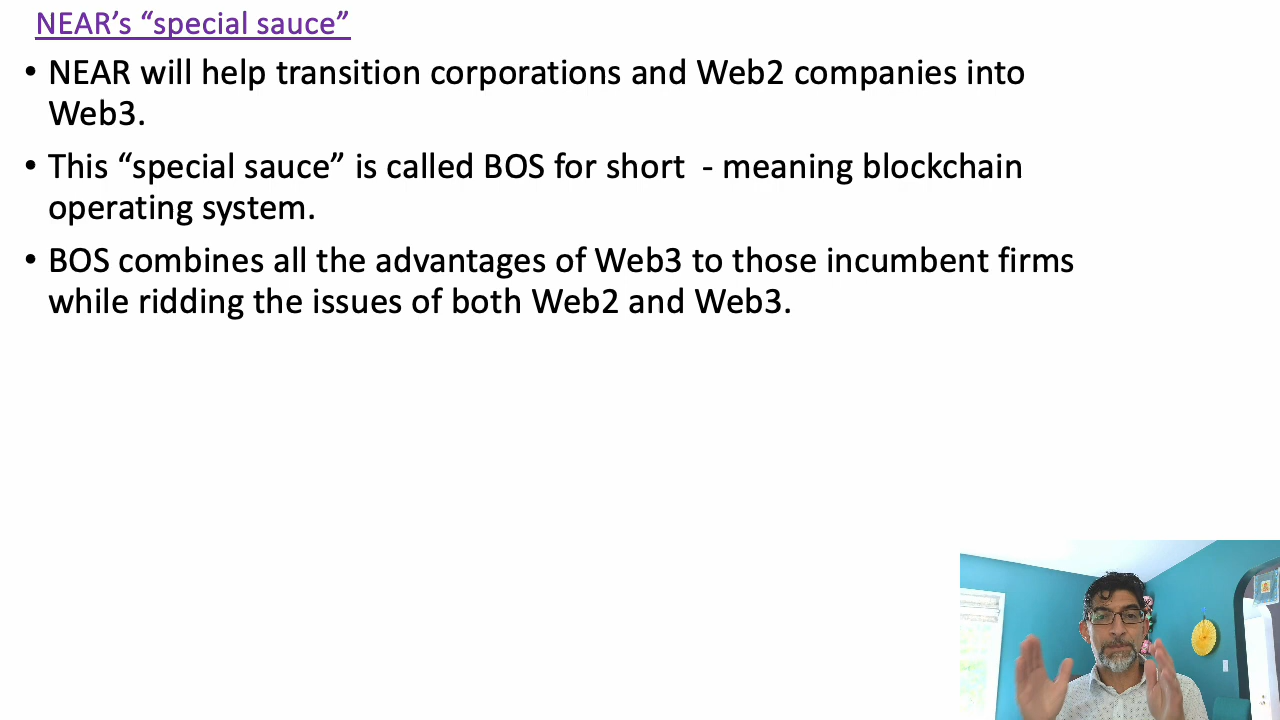 NEAR’s “special sauce”
• NEAR will help transition corporations and Web2 companies into
Web3.
• This “special sauce” is called BOS for short  - meaning blockchain
operating system.
• BOS combines all the advantages of Web3 to those incumbent firms
while ridding the issues of both Web2 and Web3.